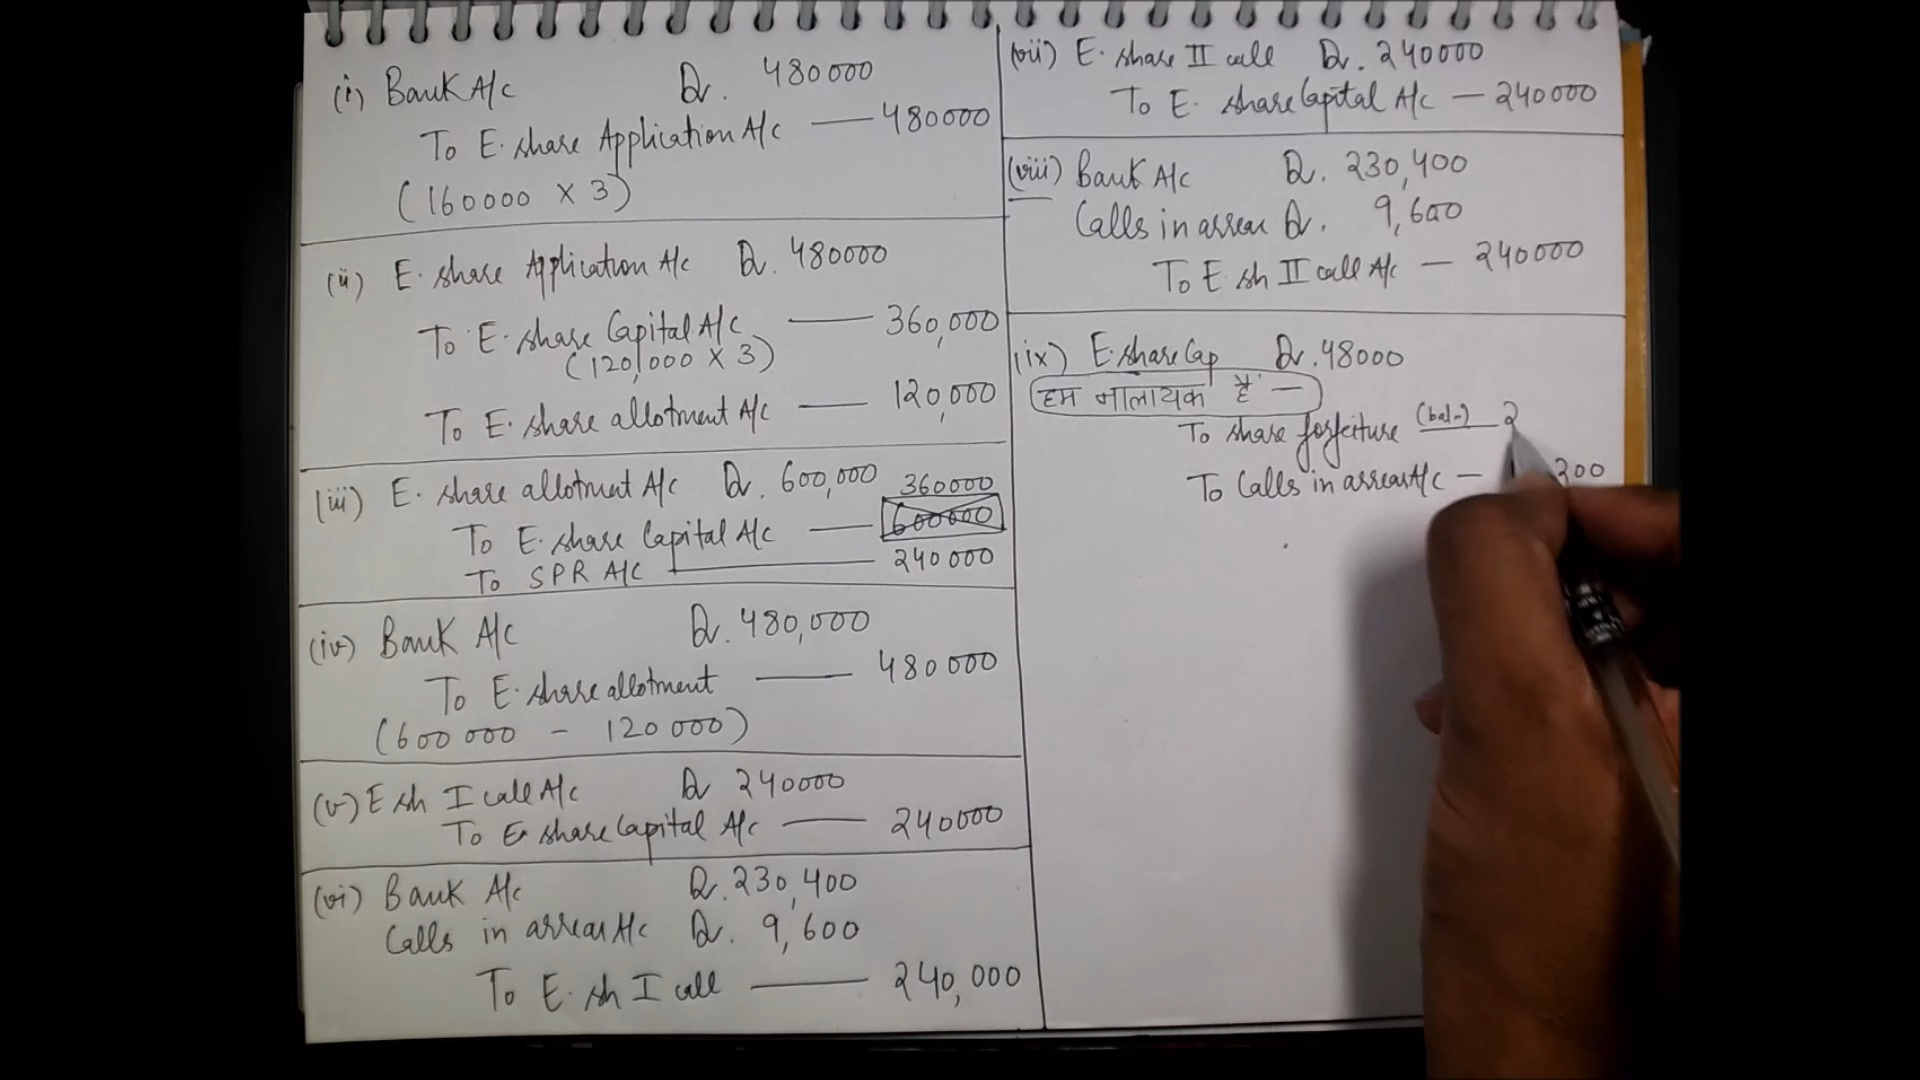 (i) Bank A/c Dr. 480000
To E. share Application A/c — 480000
(160000 × 3)
(ii) E. share Application A/c Dr. 480000
To E. share Capital A/c — 360,000
(120,000 × 3)
To E. share allotment A/c — 120,000
(iii) E. share allotment A/c Dr. 600,000 360000
To E. share Capital A/c — 600000
To SPR A/C — 240000
(iv) Bank A/c Dr. 480,000
To E. share allotment — 480000
(600000 - 120000)
(v) E sh I call A/c Dr 240000
To E share Capital A/c — 240000
(vi) Bank A/c Dr. 230,400
Calls in arrear A/c Dr. 9,600
To E. sh I call — 240,000
(vii) E. share II call Dr. 240000
To E. share Capital A/c — 240000
(viii) Bank A/c Dr. 230,400
Calls in arrear Dr. 9,600
To E sh II call A/c — 240000
(ix) E. share Cap Dr. 48000
हम नालायक हैं —
To share forfeiture (bal-) — 2
To Calls in arrear A/c — 200